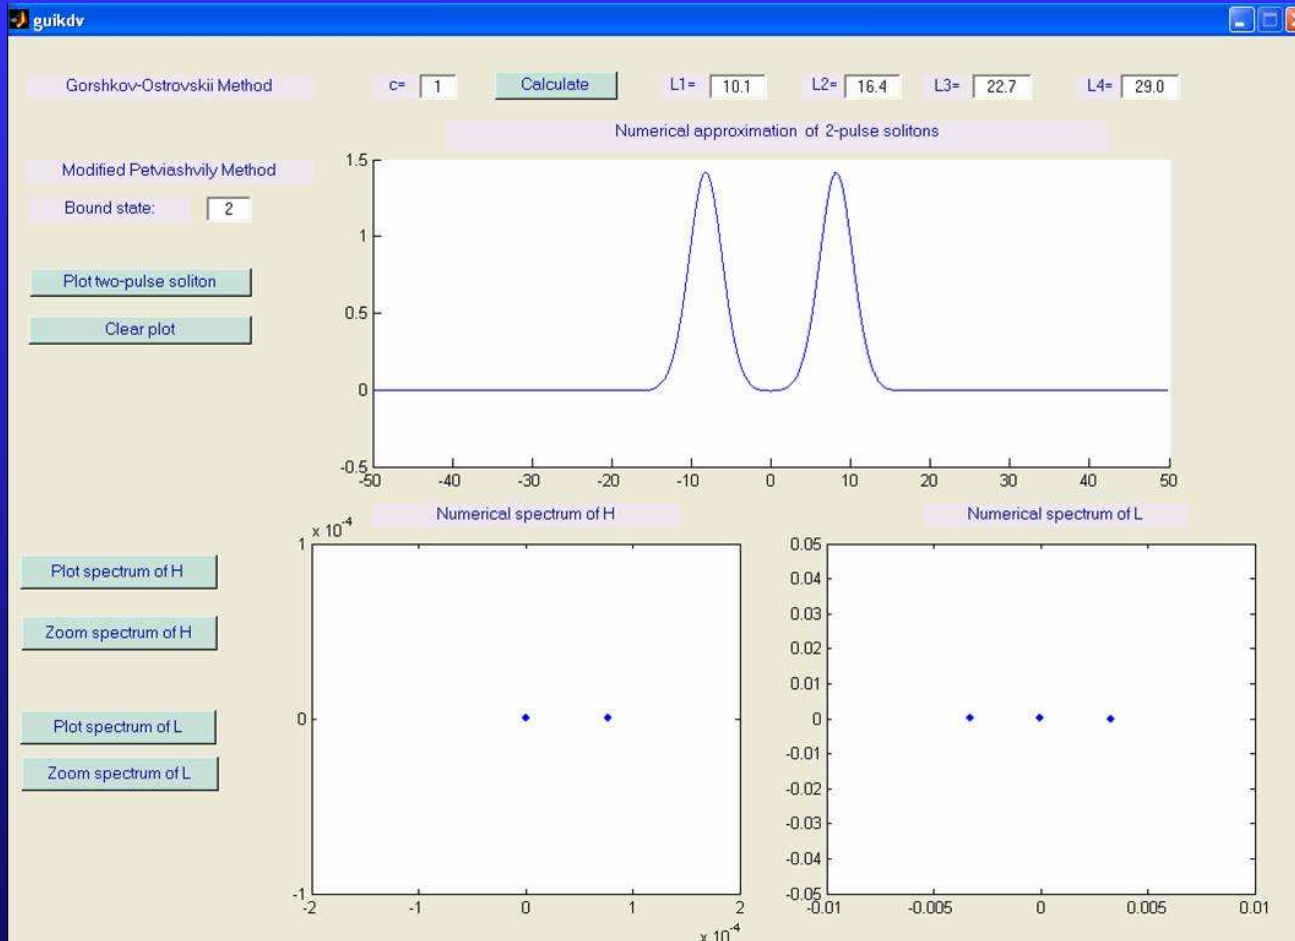 guikdv
Gorshkov-Ostrovskii Method c= 1 Calculate L1= 10.1 L2= 16.4 L3= 22.7 L4= 29.0
Numerical approximation of 2-pulse solitons
Modified Petviashvily Method
Bound state: 2
Plot two-pulse soliton
Clear plot
1.5
1
0.5
0
-0.5
-50 -40 -30 -20 -10 0 10 20 30 40 50
Numerical spectrum of H
x 10-4
1
0
-1
-2 -1 0 1 2
x 10-4
Numerical spectrum of L
0.05
0.04
0.03
0.02
0.01
0
-0.01
-0.02
-0.03
-0.04
-0.05
-0.01 -0.005 0 0.005 0.01
Plot spectrum of H
Zoom spectrum of H
Plot spectrum of L
Zoom spectrum of L